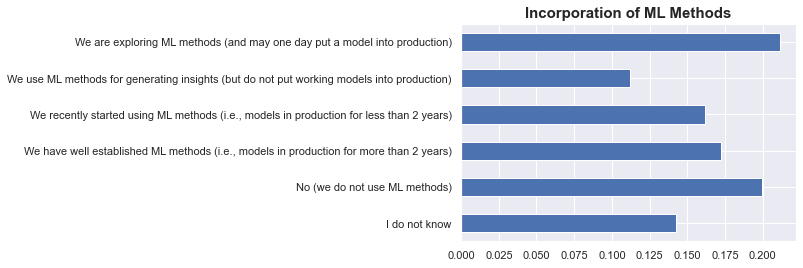 Incorporation of ML Methods
We are exploring ML methods (and may one day put a model into production)
We use ML methods for generating insights (but do not put working models into production)
We recently started using ML methods (i.e., models in production for less than 2 years)
We have well established ML methods (i.e., models in production for more than 2 years)
No (we do not use ML methods)
I do not know
0.000 0.025 0.050 0.075 0.100 0.125 0.150 0.175 0.200